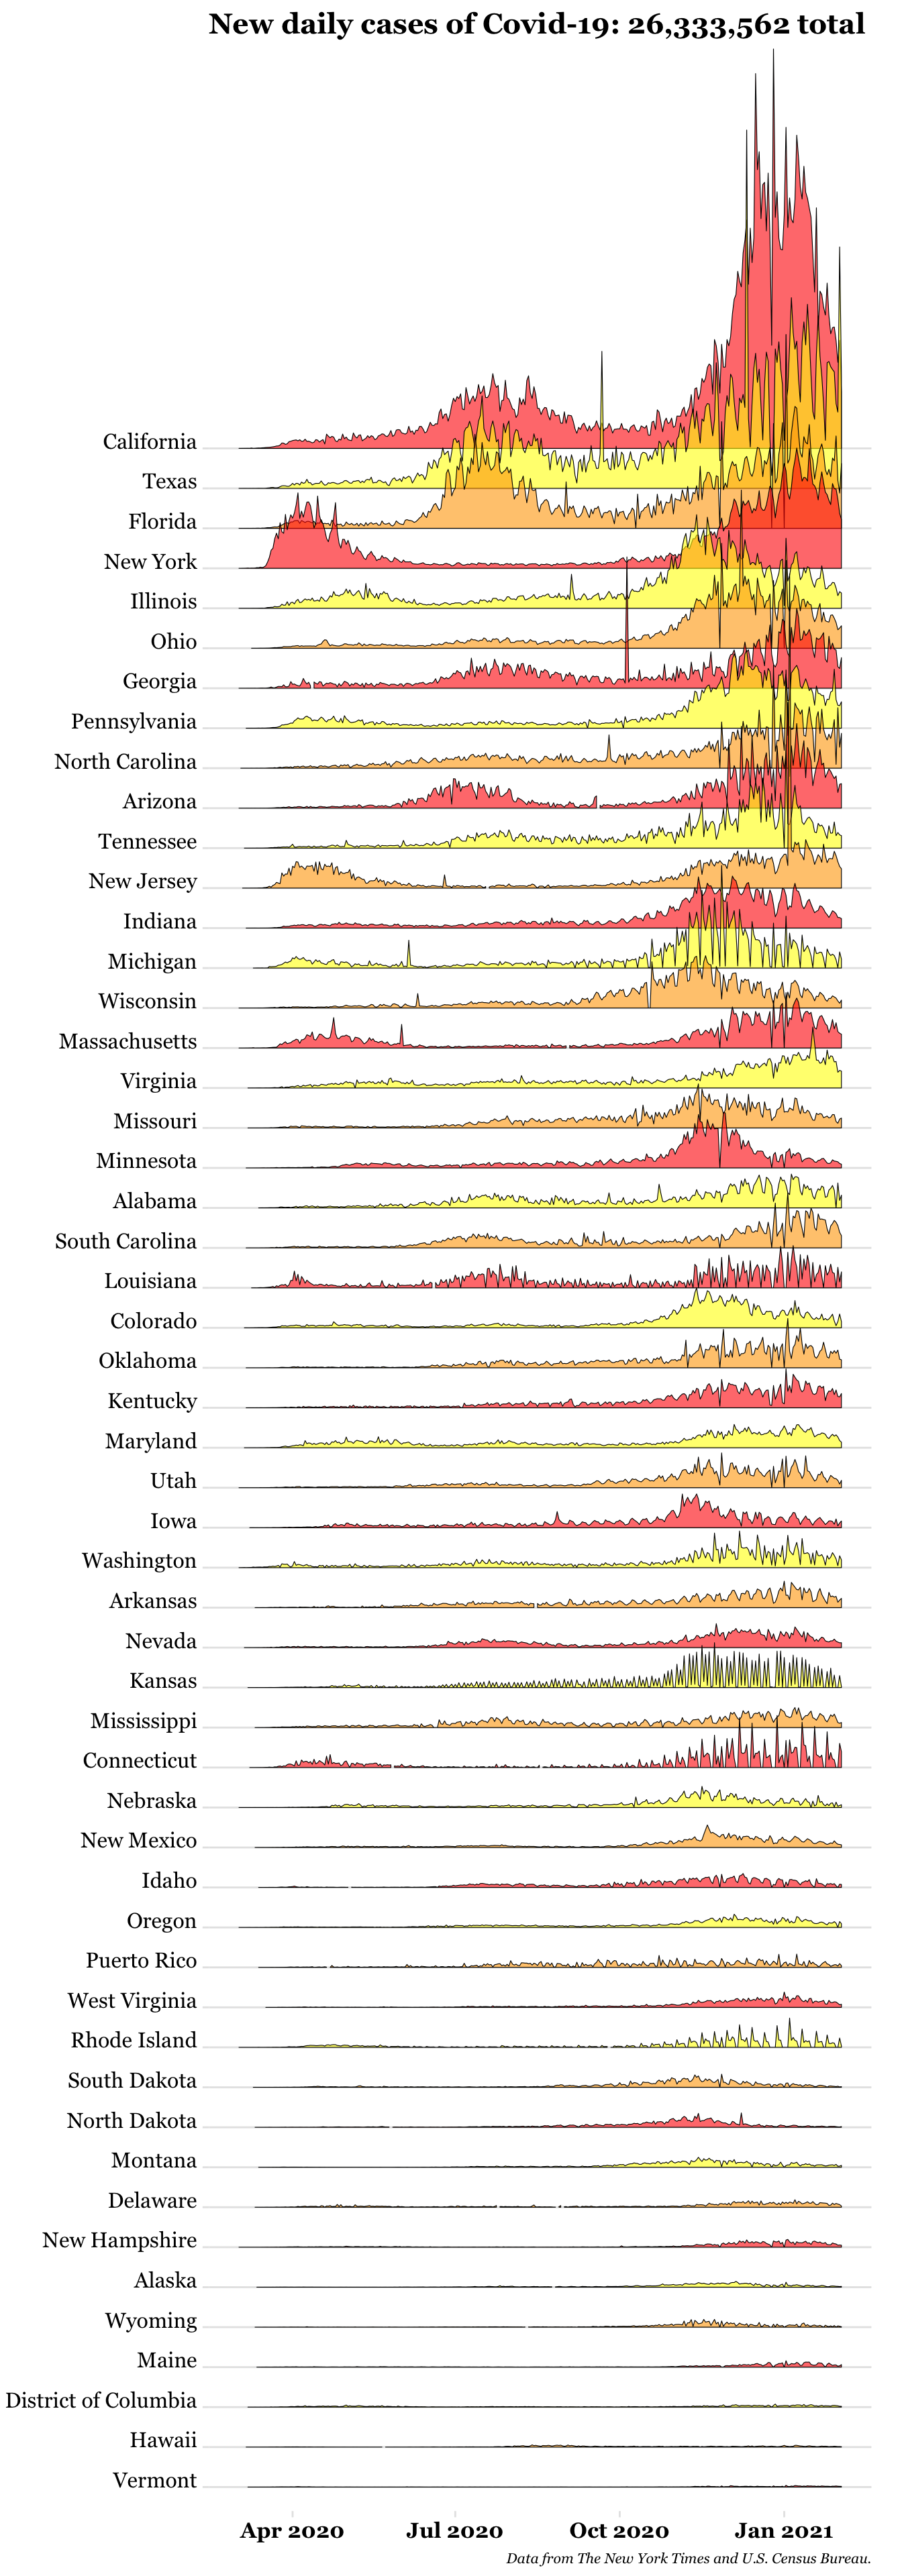 New daily cases of Covid-19: 26,333,562 total
California
Texas
Florida
New York
Illinois
Ohio
Georgia
Pennsylvania
North Carolina
Arizona
Tennessee
New Jersey
Indiana
Michigan
Wisconsin
Massachusetts
Virginia
Missouri
Minnesota
Alabama
South Carolina
Louisiana
Colorado
Oklahoma
Kentucky
Maryland
Utah
Iowa
Washington
Arkansas
Nevada
Kansas
Mississippi
Connecticut
Nebraska
New Mexico
Idaho
Oregon
Puerto Rico
West Virginia
Rhode Island
South Dakota
North Dakota
Montana
Delaware
New Hampshire
Alaska
Wyoming
Maine
District of Columbia
Hawaii
Vermont
Apr 2020 Jul 2020 Oct 2020 Jan 2021
Data from The New York Times and U.S. Census Bureau.